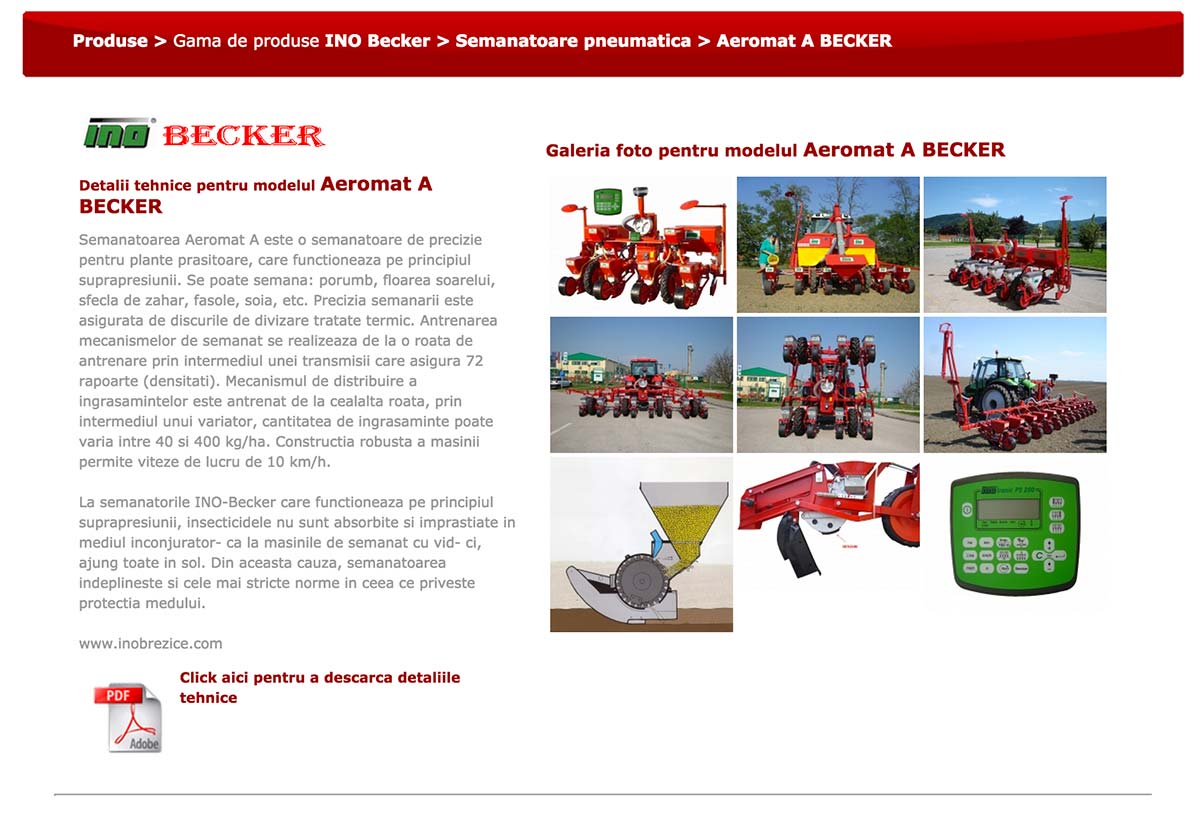 Produse > Gama de produse INO Becker > Semanatoare pneumatica > Aeromat A BECKER
ino BECKER
Detalii tehnice pentru modelul Aeromat A
BECKER
Semanatoarea Aeromat A este o semanatoare de precizie
pentru plante prasitoare, care functioneaza pe principiul
suprapresiunii. Se poate semana: porumb, floarea soarelui,
sfecla de zahar, fasole, soia, etc. Precizia semanarii este
asigurata de discurile de divizare tratate termic. Antrenarea
mecanismelor de semanat se realizeaza de la o roata de
antrenare prin intermediul unei transmisii care asigura 72
rapoarte (densitati). Mecanismul de distribuire a
ingrasamintelor este antrenat de la cealalta roata, prin
intermediul unui variator, cantitatea de ingrasaminte poate
varia intre 40 si 400 kg/ha. Constructia robusta a masinii
permite viteze de lucru de 10 km/h.
La semanatorile INO-Becker care functioneaza pe principiul
suprapresiunii, insecticidele nu sunt absorbite si imprastiate in
mediul inconjurator- ca la masinile de semanat cu vid- ci,
ajung toate in sol. Din aceasta cauza, semanatoarea
indeplineste si cele mai stricte norme in ceea ce priveste
protectia medului.
www.inobrezice.com
PDF
Adobe
Click aici pentru a descarca detaliile
tehnice
Galeria foto pentru modelul Aeromat A BECKER
PS 200